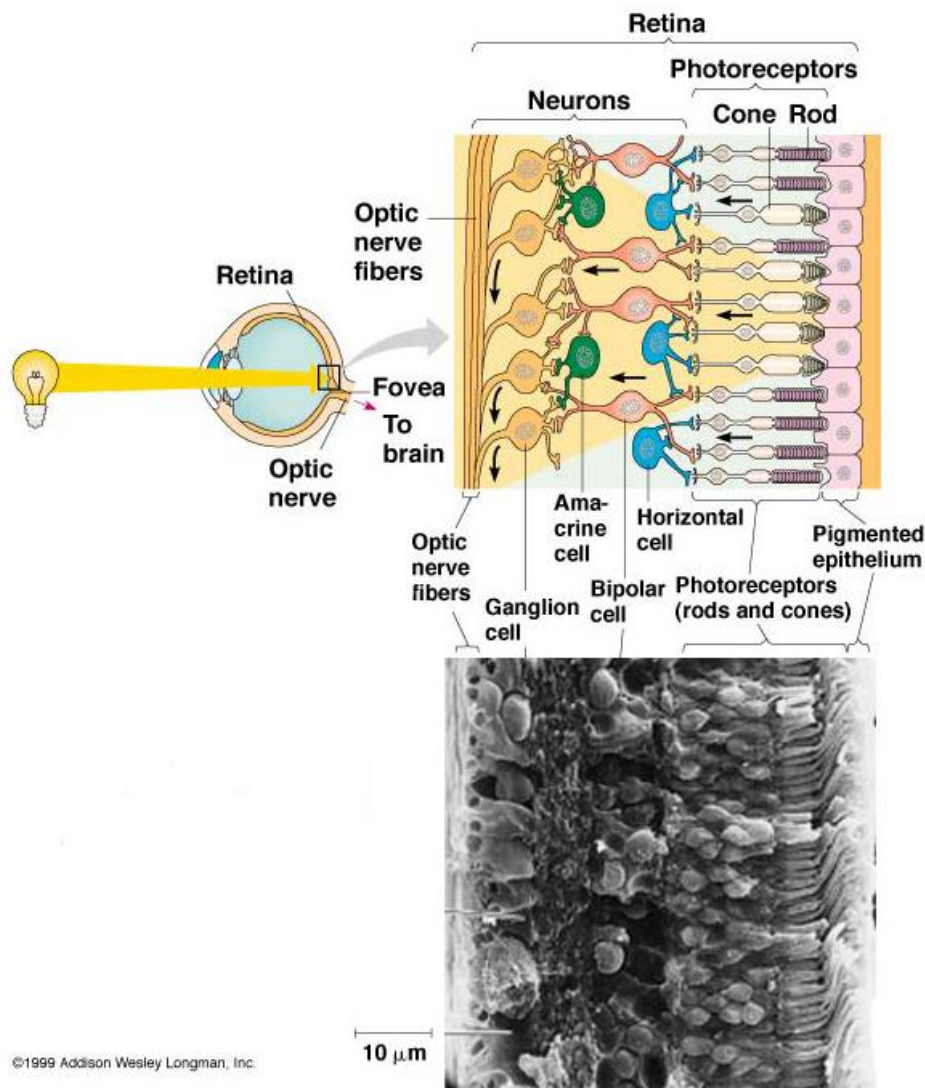 Retina
Photoreceptors
Neurons
Cone Rod
Optic
nerve
fibers
Retina
Fovea
To
brain
Optic
nerve
Ama-
crine
cell
Horizontal
cell
Pigmented
epithelium
Optic
nerve
fibers
Ganglion
cell
Bipolar
cell
Photoreceptors
(rods and cones)
10 μm
©1999 Addison Wesley Longman, Inc.